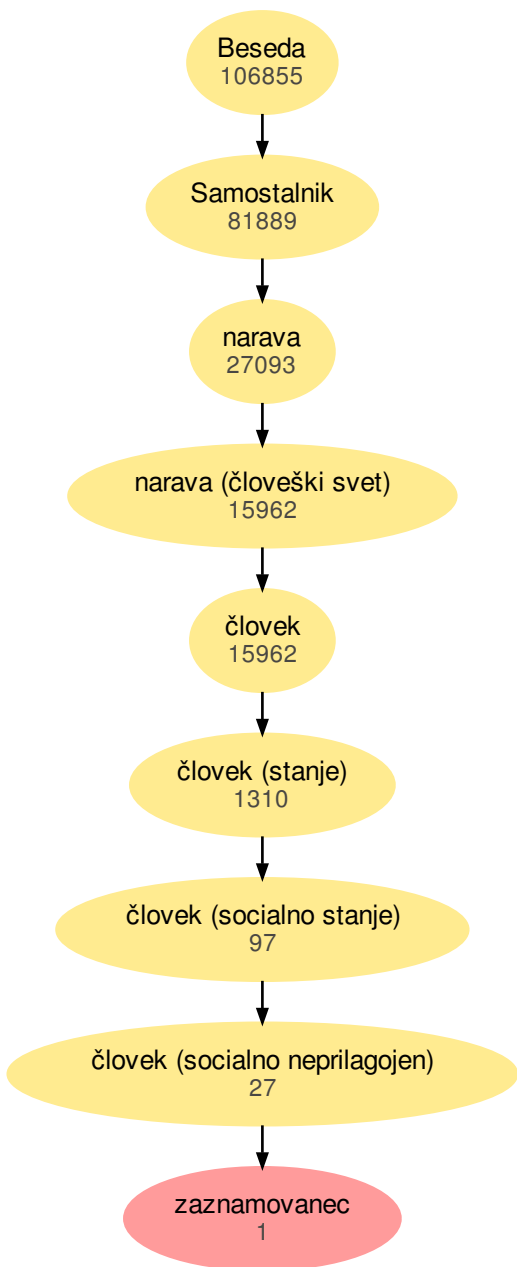 Beseda
106855
Samostalnik
81889
narava
27093
narava (človeški svet)
15962
človek
15962
človek (stanje)
1310
človek (socialno stanje)
97
človek (socialno neprilagojen)
27
zaznamovanec
1